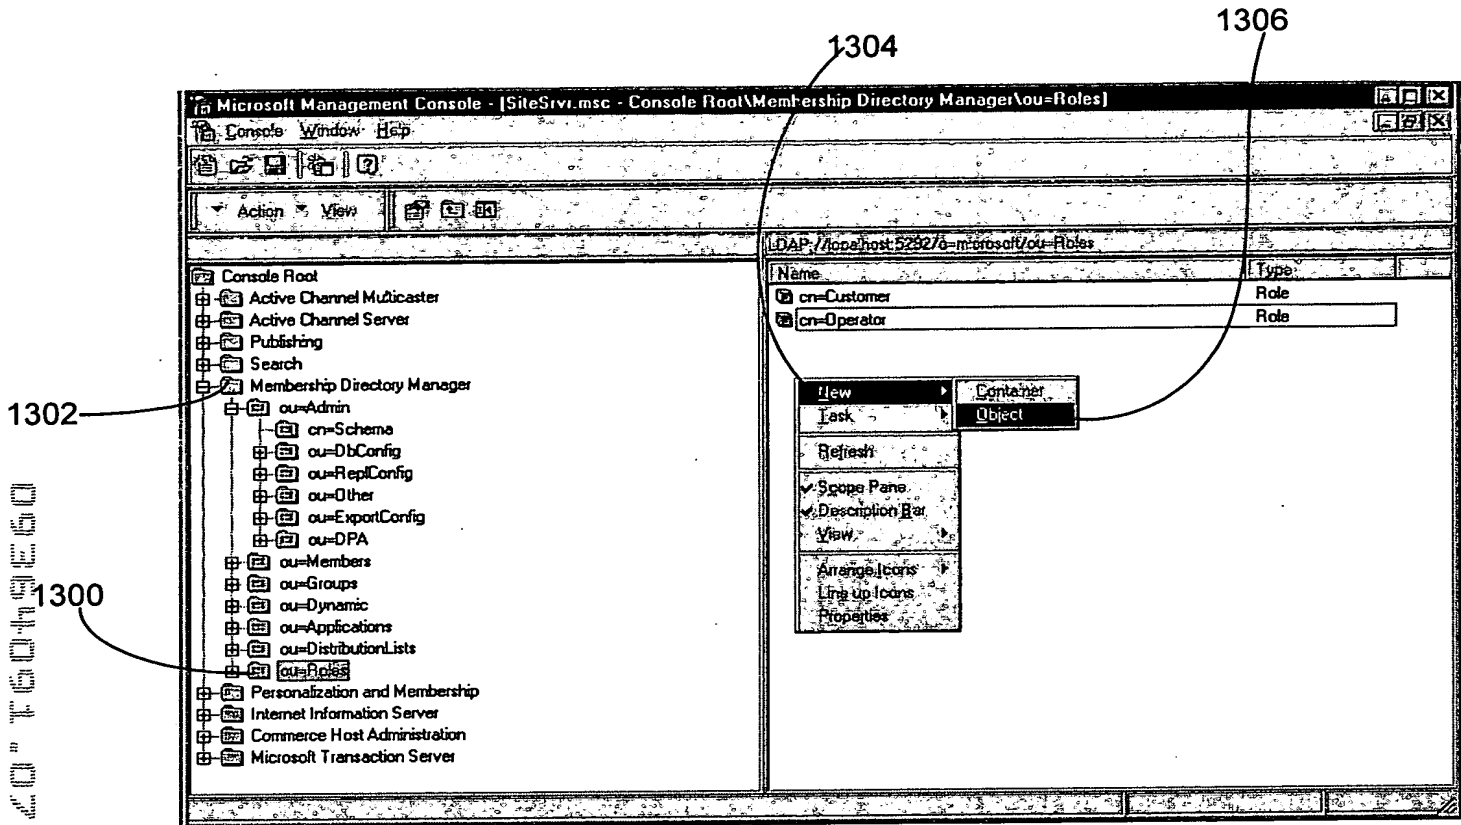 1306
1304
Microsoft Management Console - [SiteSrvr.msc - Console Root\Membership Directory Manager\ou=Roles]
Console Window Help
Action View
LDAP://localhost:5292/o=microsoft/ou=Roles
Name Type
Console Root
cn=Customer Role
Active Channel Multicaster
cn=Operator Role
Active Channel Server
Publishing
Search
Membership Directory Manager
New Container
1302
ou=Admin
Task Object
cn=Schema
ou=DbConfig
Refresh
ou=ReplConfig
Scope Pane
ou=Other
Description Bar
ou=ExportConfig
View
ou=DPA
ou=Members
Arrange Icons
ou=Groups
Line up Icons
1300
ou=Dynamic
Properties
ou=Applications
ou=DistributionLists
ou=Roles
Personalization and Membership
Internet Information Server
Commerce Host Administration
Microsoft Transaction Server